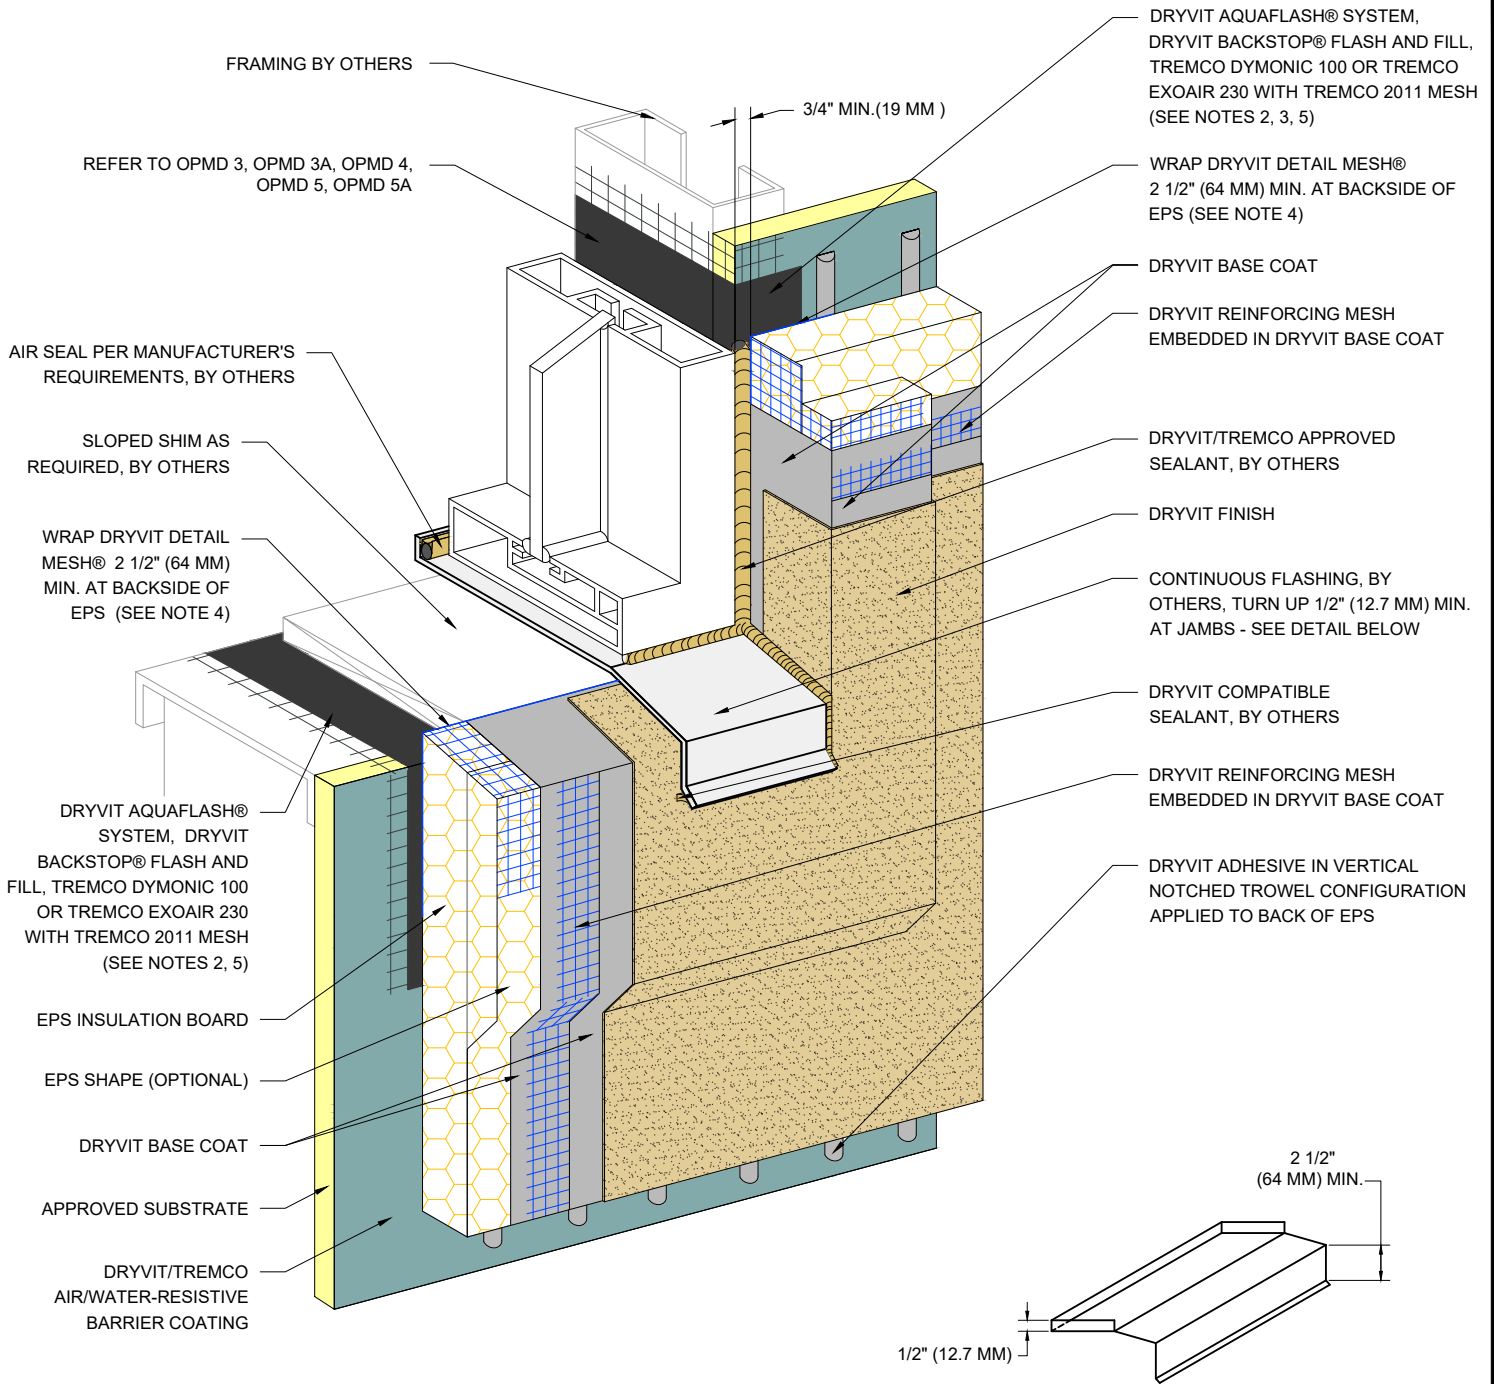 FRAMING BY OTHERS
REFER TO OPMD 3, OPMD 3A, OPMD 4,
OPMD 5, OPMD 5A
AIR SEAL PER MANUFACTURER'S
REQUIREMENTS, BY OTHERS
SLOPED SHIM AS
REQUIRED, BY OTHERS
WRAP DRYVIT DETAIL
MESH® 2 1/2" (64 MM)
MIN. AT BACKSIDE OF
EPS (SEE NOTE 4)
DRYVIT AQUAFLASH®
SYSTEM, DRYVIT
BACKSTOP® FLASH AND
FILL, TREMCO DYMONIC 100
OR TREMCO EXOAIR 230
WITH TREMCO 2011 MESH
(SEE NOTES 2, 5)
EPS INSULATION BOARD
EPS SHAPE (OPTIONAL)
DRYVIT BASE COAT
APPROVED SUBSTRATE
DRYVIT/TREMCO
AIR/WATER-RESISTIVE
BARRIER COATING
3/4" MIN.(19 MM )
DRYVIT AQUAFLASH® SYSTEM,
DRYVIT BACKSTOP® FLASH AND FILL,
TREMCO DYMONIC 100 OR TREMCO
EXOAIR 230 WITH TREMCO 2011 MESH
(SEE NOTES 2, 3, 5)
WRAP DRYVIT DETAIL MESH®
2 1/2" (64 MM) MIN. AT BACKSIDE OF
EPS (SEE NOTE 4)
DRYVIT BASE COAT
DRYVIT REINFORCING MESH
EMBEDDED IN DRYVIT BASE COAT
DRYVIT/TREMCO APPROVED
SEALANT, BY OTHERS
DRYVIT FINISH
CONTINUOUS FLASHING, BY
OTHERS, TURN UP 1/2" (12.7 MM) MIN.
AT JAMBS - SEE DETAIL BELOW
DRYVIT COMPATIBLE
SEALANT, BY OTHERS
DRYVIT REINFORCING MESH
EMBEDDED IN DRYVIT BASE COAT
DRYVIT ADHESIVE IN VERTICAL
NOTCHED TROWEL CONFIGURATION
APPLIED TO BACK OF EPS
2 1/2"
(64 MM) MIN.
1/2" (12.7 MM)